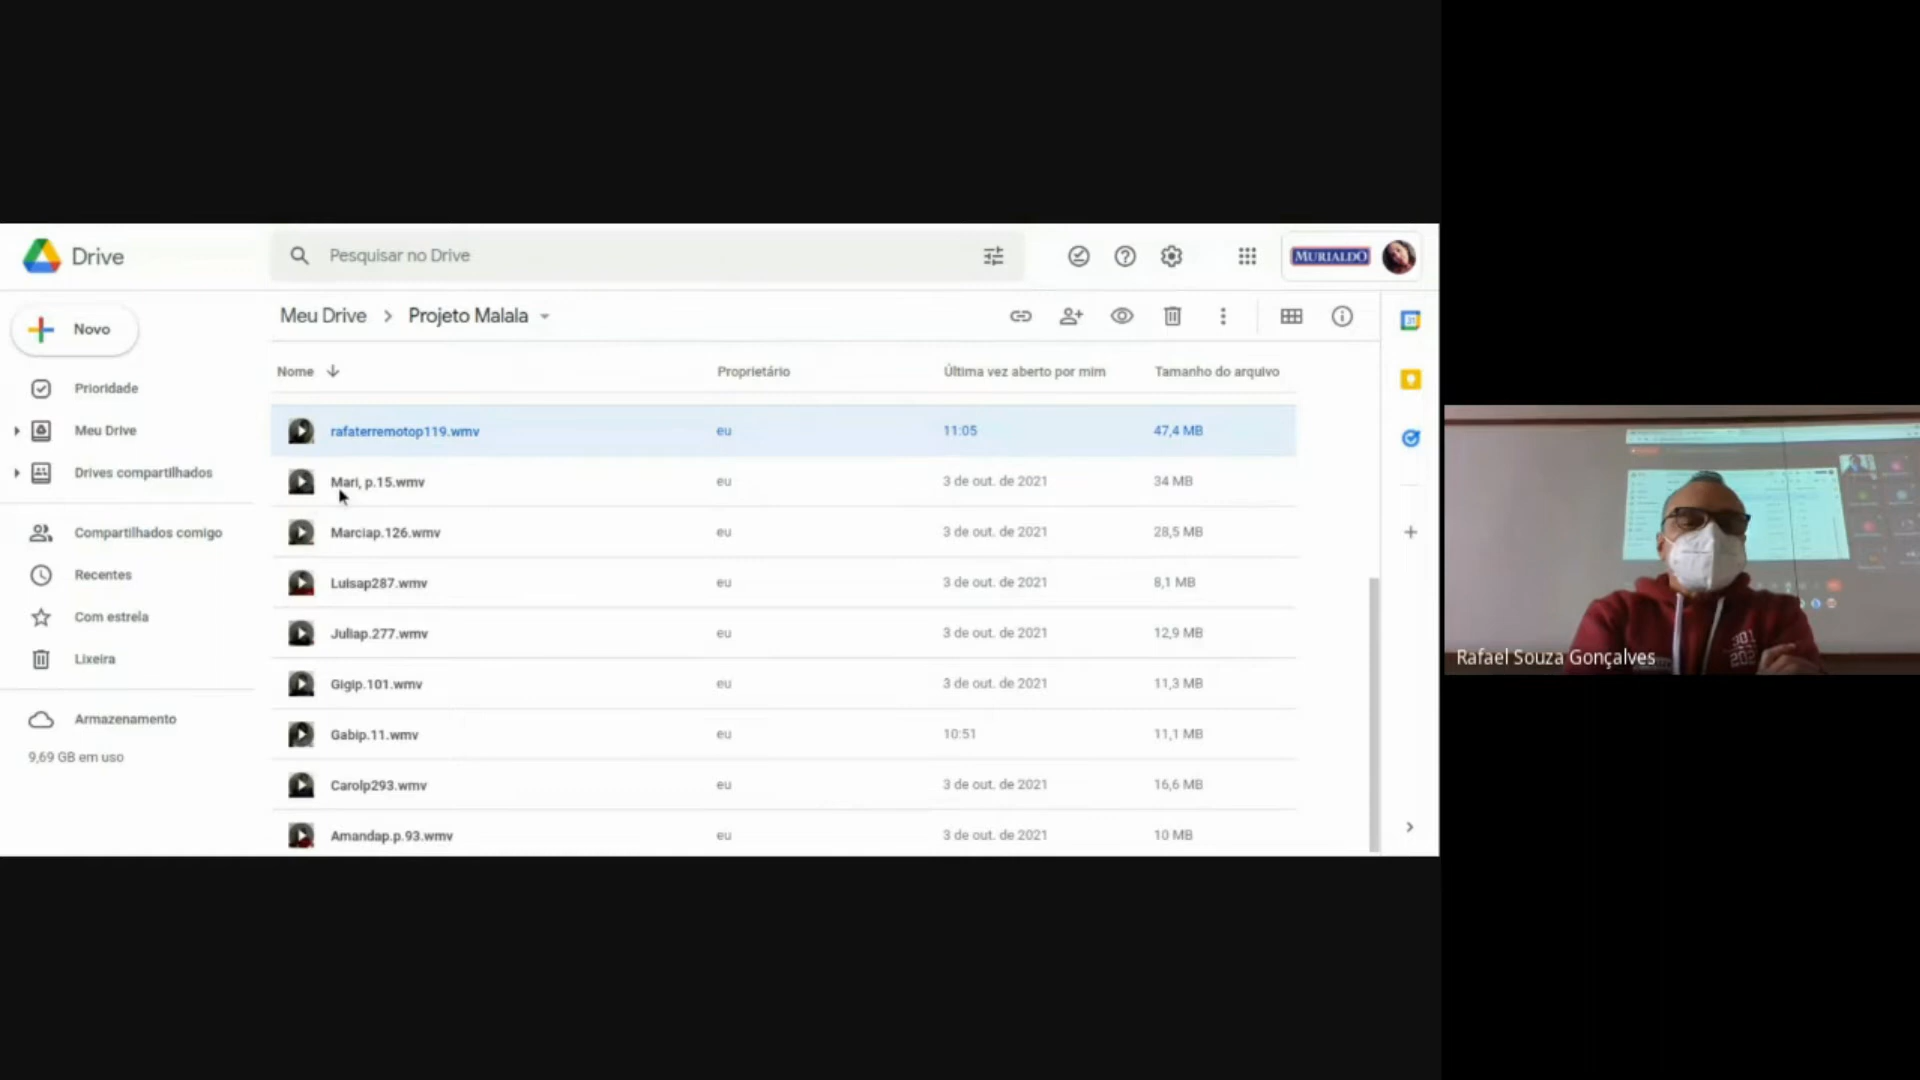 Drive
Pesquisar no Drive
MURIALDO
Novo
Meu Drive > Projeto Malala
Nome
Proprietário
Última vez aberto por mim
Tamanho do arquivo
Prioridade
Meu Drive
Drives compartilhados
Compartilhados comigo
Recentes
Com estrela
Lixeira
Armazenamento
9,69 GB em uso
rafaterremotop119.wmv eu 11:05 47,4 MB
Mari, p.15.wmv eu 3 de out. de 2021 34 MB
Marciap.126.wmv eu 3 de out. de 2021 28,5 MB
Luisap287.wmv eu 3 de out. de 2021 8,1 MB
Juliap.277.wmv eu 3 de out. de 2021 12,9 MB
Gigip.101.wmv eu 3 de out. de 2021 11,3 MB
Gabip.11.wmv eu 10:51 11,1 MB
Carolp293.wmv eu 3 de out. de 2021 16,6 MB
Amandap.p.93.wmv eu 3 de out. de 2021 10 MB
Rafael Souza Gonçalves